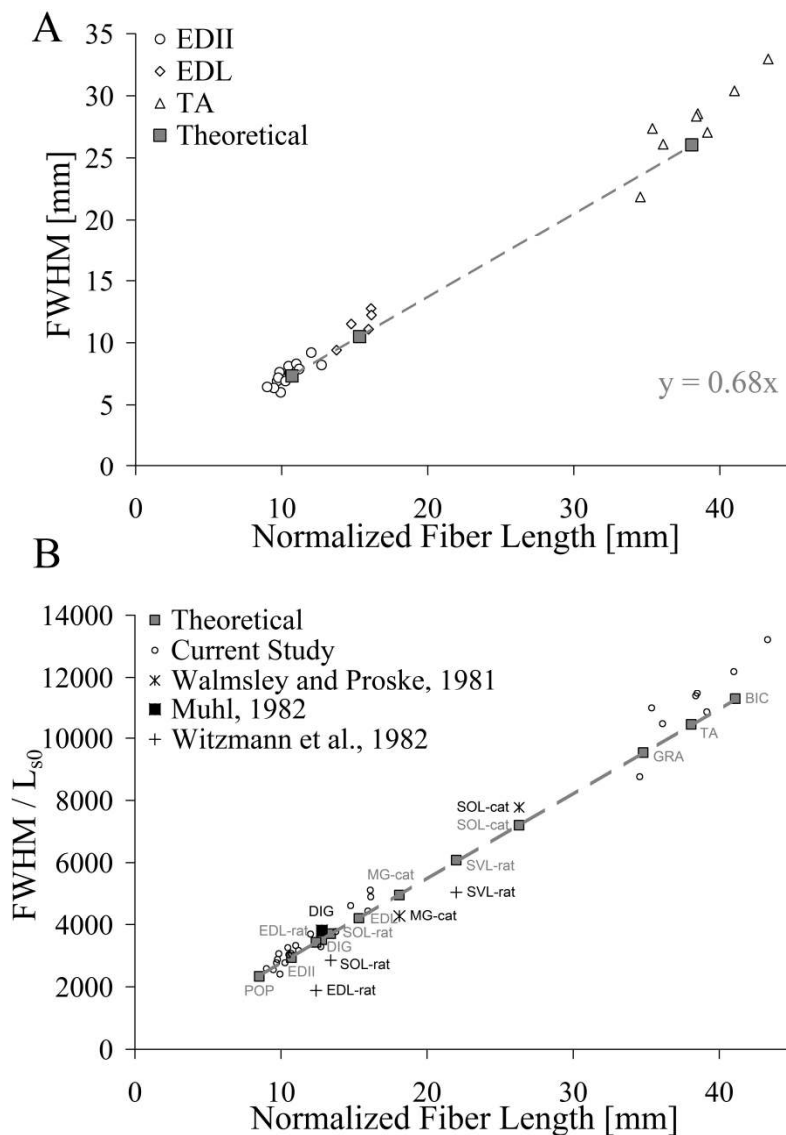 A
EDII
EDL
TA
Theoretical
35
30
25
20
15
10
5
0
FWHM [mm]
y = 0.68x
0 10 20 30 40
Normalized Fiber Length [mm]
B
Theoretical
Current Study
Walmsley and Proske, 1981
Muhl, 1982
Witzmann et al., 1982
14000
12000
10000
8000
6000
4000
2000
0
FWHM / Ls0
BIC
TA
GRA
SOL-cat
SOL-cat
SVL-rat
MG-cat
SVL-rat
DIG
EDL
MG-cat
EDL-rat
SOL-rat
DIG
EDII
SOL-rat
POP
EDL-rat
0 10 20 30 40
Normalized Fiber Length [mm]